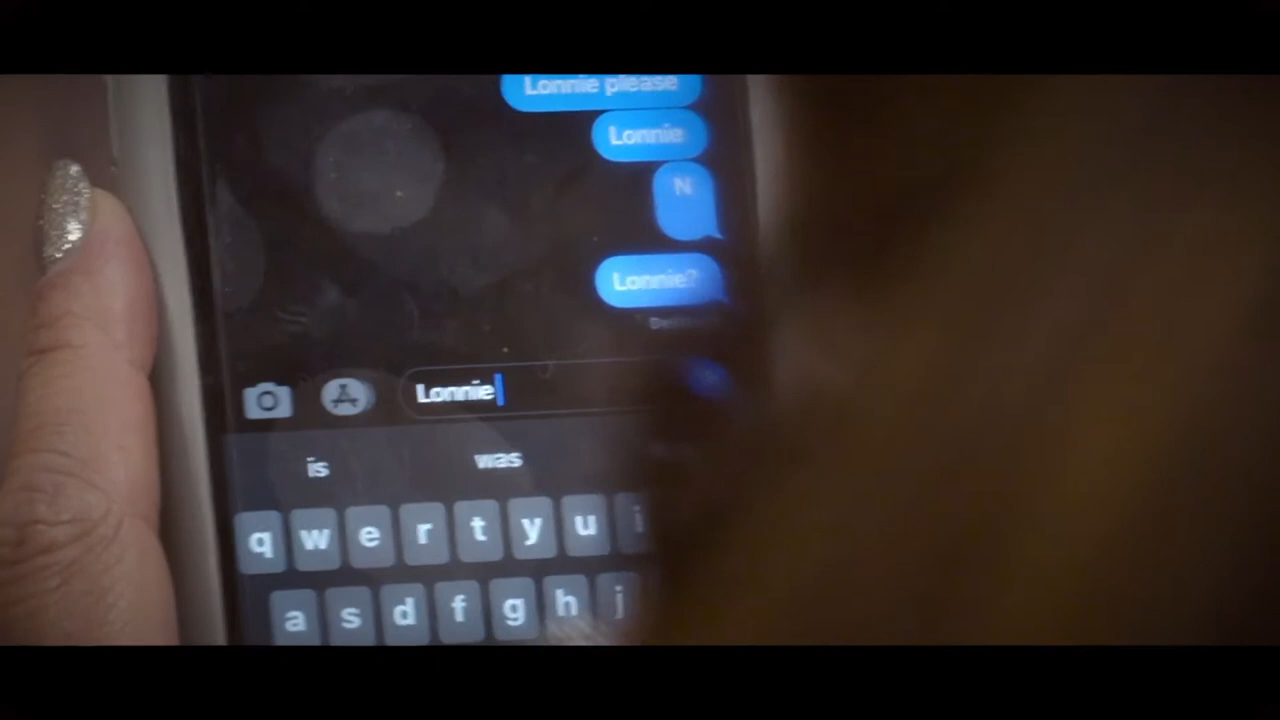 Lonnie please
Lonnie
N
Lonnie?
Lonnie
is was
q w e r t y u i
a s d f g h j